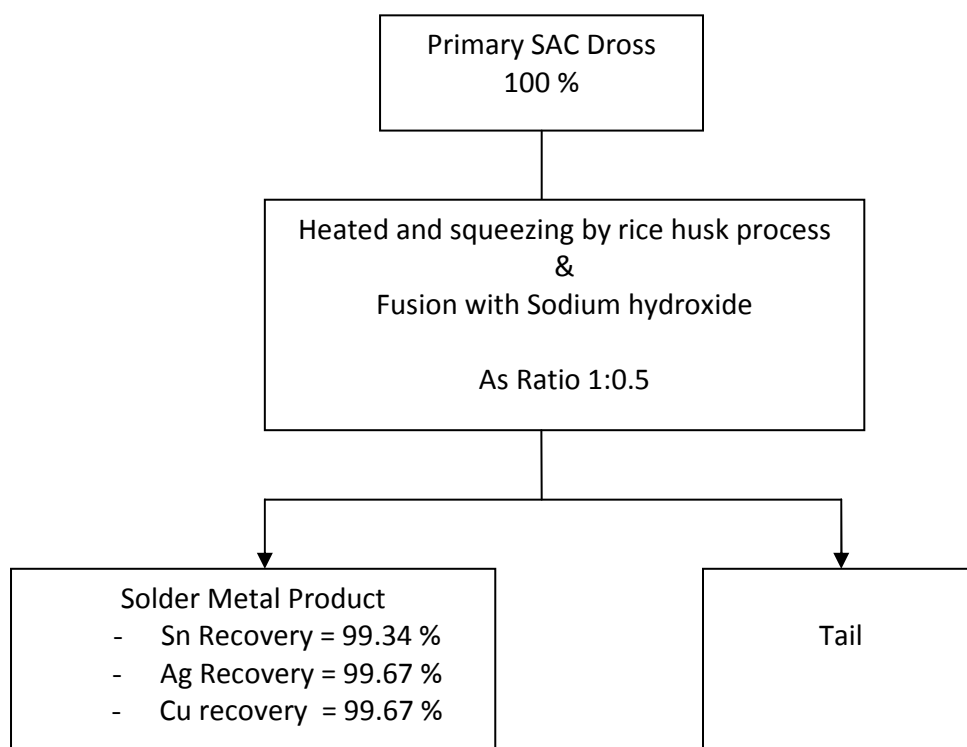 Primary SAC Dross
100 %
Heated and squeezing by rice husk process
&
Fusion with Sodium hydroxide
As Ratio 1:0.5
Solder Metal Product
- Sn Recovery = 99.34 %
- Ag Recovery = 99.67 %
- Cu recovery = 99.67 %
Tail